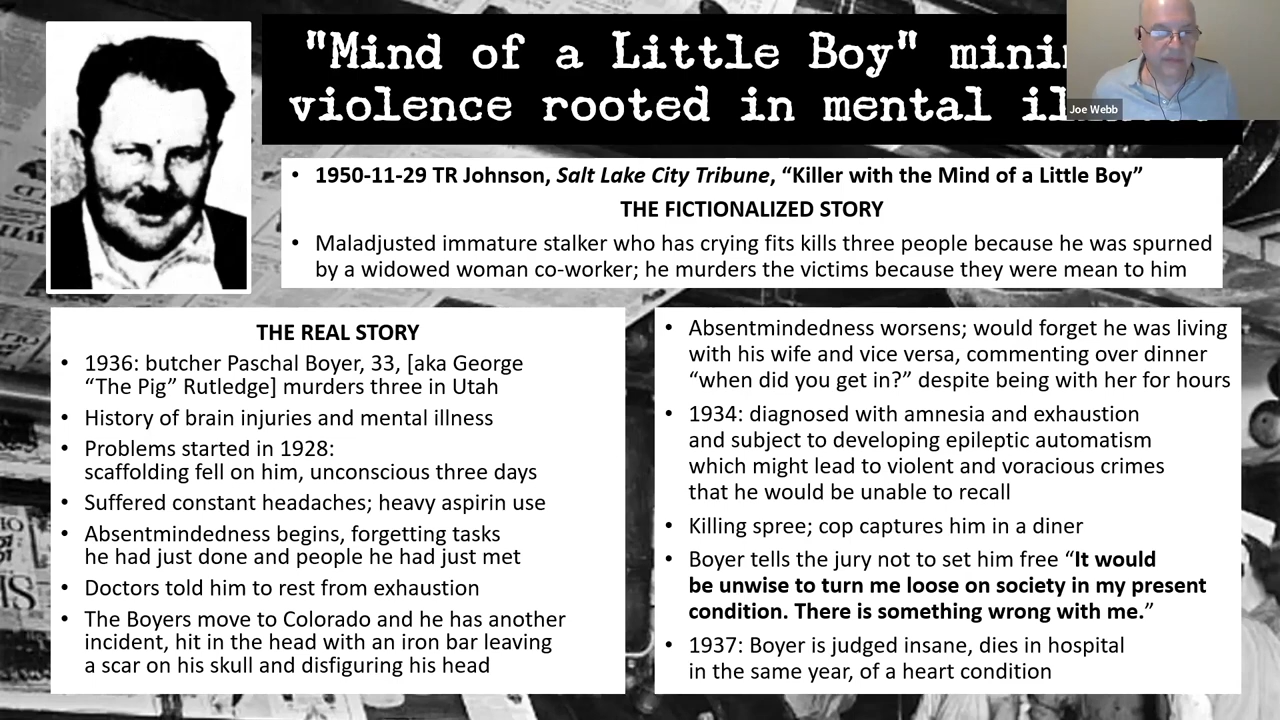 "Mind of a Little Boy"
violence rooted in mental
Joe Webb
• 1950-11-29 TR Johnson, Salt Lake City Tribune, “Killer with the Mind of a Little Boy”
THE FICTIONALIZED STORY
• Maladjusted immature stalker who has crying fits kills three people because he was spurned
by a widowed woman co-worker; he murders the victims because they were mean to him
THE REAL STORY
• 1936: butcher Paschal Boyer, 33, [aka George
“The Pig” Rutledge] murders three in Utah
• History of brain injuries and mental illness
• Problems started in 1928:
scaffolding fell on him, unconscious three days
• Suffered constant headaches; heavy aspirin use
• Absentmindedness begins, forgetting tasks
he had just done and people he had just met
• Doctors told him to rest from exhaustion
• The Boyers move to Colorado and he has another
incident, hit in the head with an iron bar leaving
a scar on his skull and disfiguring his head
• Absentmindedness worsens; would forget he was living
with his wife and vice versa, commenting over dinner
“when did you get in?” despite being with her for hours
• 1934: diagnosed with amnesia and exhaustion
and subject to developing epileptic automatism
which might lead to violent and voracious crimes
that he would be unable to recall
• Killing spree; cop captures him in a diner
• Boyer tells the jury not to set him free “It would
be unwise to turn me loose on society in my present
condition. There is something wrong with me.”
• 1937: Boyer is judged insane, dies in hospital
in the same year, of a heart condition